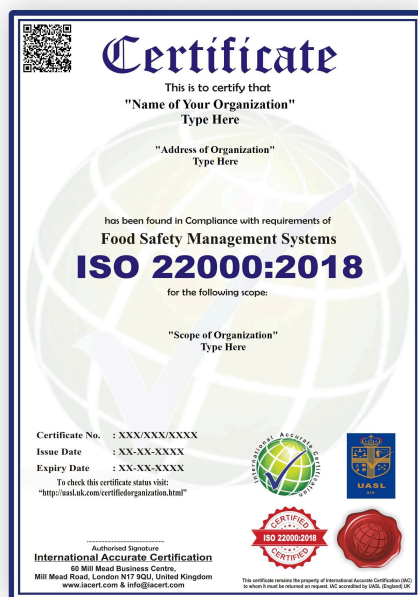 Certificate
This is to certify that
"Name of Your Organization"
Type Here
"Address of Organization"
Type Here
has been found in Compliance with requirements of
Food Safety Management Systems
ISO 22000:2018
for the following scope:
"Scope of Organization"
Type Here
Certificate No. : XXX/XXX/XXXX
Issue Date : XX-XX-XXXX
Expiry Date : XX-XX-XXXX
To check this certificate status visit:
"http://uasl.uk.com/certifiedorganization.html"
International Accurate Certification
UASL
CERTIFIED
ISO 22000:2018
CERTIFIED
Authorised Signature
International Accurate Certification
60 Mill Mead Business Centre,
Mill Mead Road, London N17 9QU, United Kingdom
www.iacert.com & info@iacert.com
This certificate remains the property of International Accurate Certification (IAC)
to whom it must be returned on request. IAC accredited by UASL (England) UK